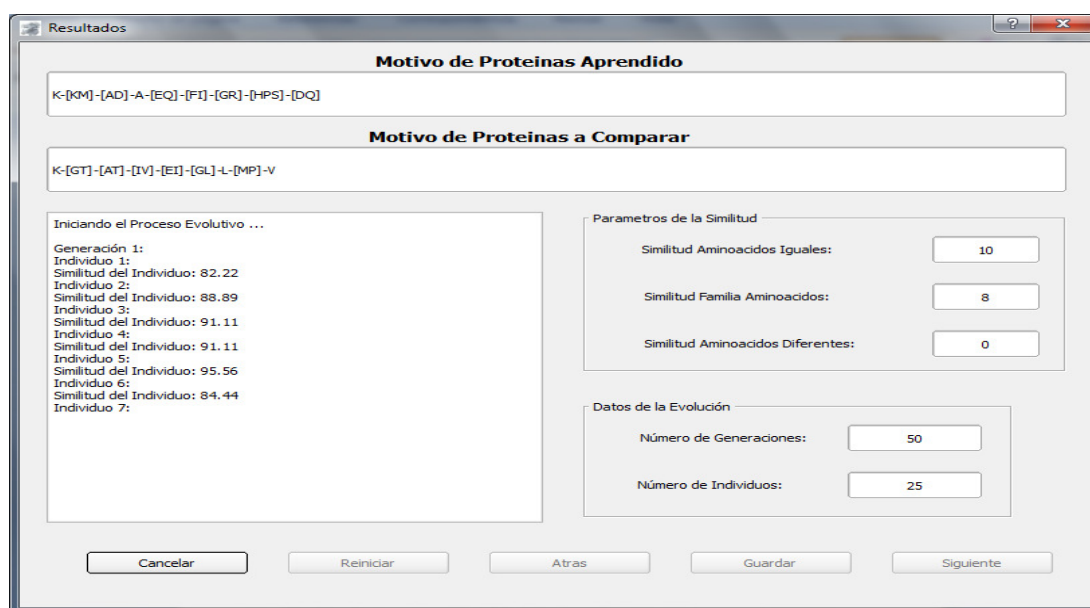 Resultados
?
Motivo de Proteinas Aprendido
K-[KM]-[AD]-A-[EQ]-[FI]-[GR]-[HPS]-[DQ]
Motivo de Proteinas a Comparar
K-[GT]-[AT]-[IV]-[EI]-[GL]-L-[MP]-V
Iniciando el Proceso Evolutivo ...
Generación 1:
Individuo 1:
Similitud del Individuo: 82.22
Individuo 2:
Similitud del Individuo: 88.89
Individuo 3:
Similitud del Individuo: 91.11
Individuo 4:
Similitud del Individuo: 91.11
Individuo 5:
Similitud del Individuo: 95.56
Individuo 6:
Similitud del Individuo: 84.44
Individuo 7:
Parametros de la Similitud
Similitud Aminoacidos Iguales: 10
Similitud Familia Aminoacidos: 8
Similitud Aminoacidos Diferentes: 0
Datos de la Evolución
Número de Generaciones: 50
Número de Individuos: 25
Cancelar Reiniciar Atras Guardar Siguiente